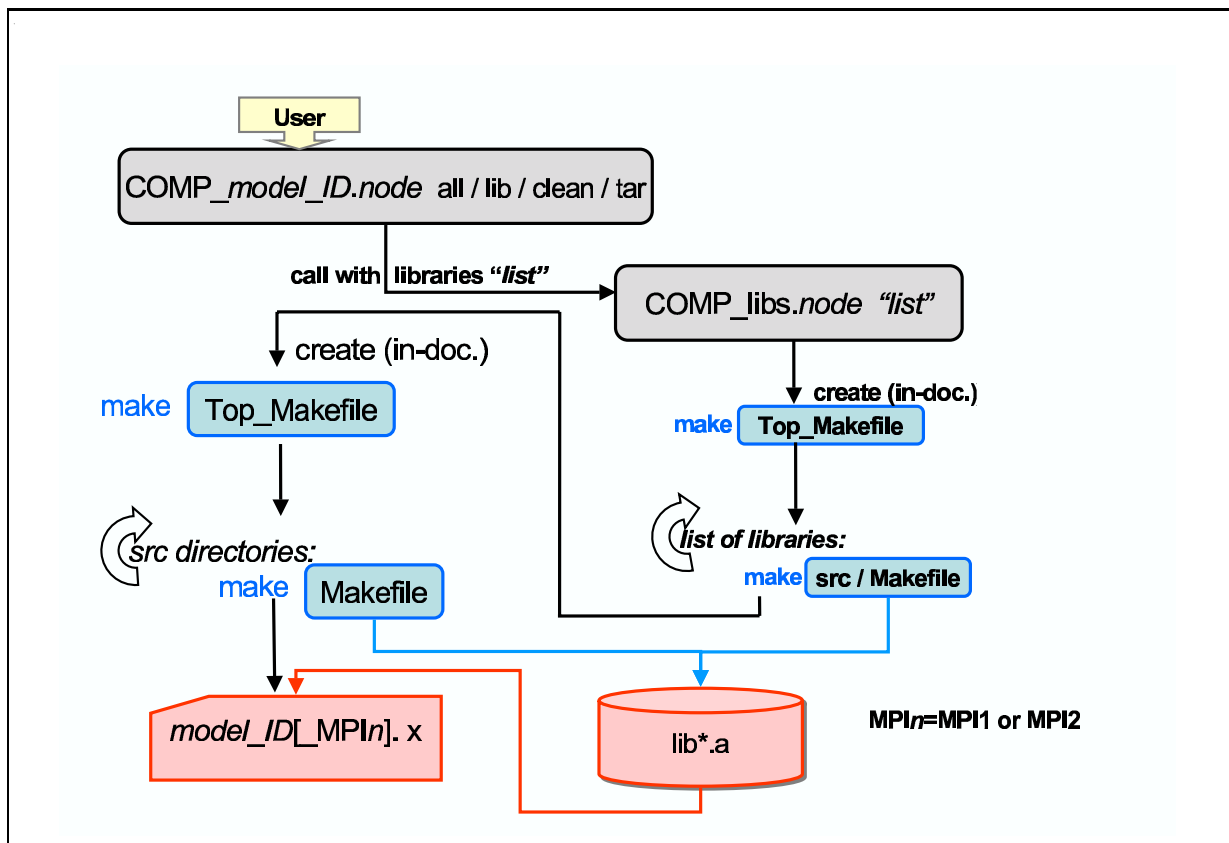 User
COMP_model_ID.node all / lib / clean / tar
call with libraries “list”
COMP_libs.node “list”
create (in-doc.)
make Top_Makefile
create (in-doc.)
make Top_Makefile
src directories:
make Makefile
list of libraries:
make src / Makefile
model_ID[_MPIn]. x
lib*.a
MPIn=MPI1 or MPI2